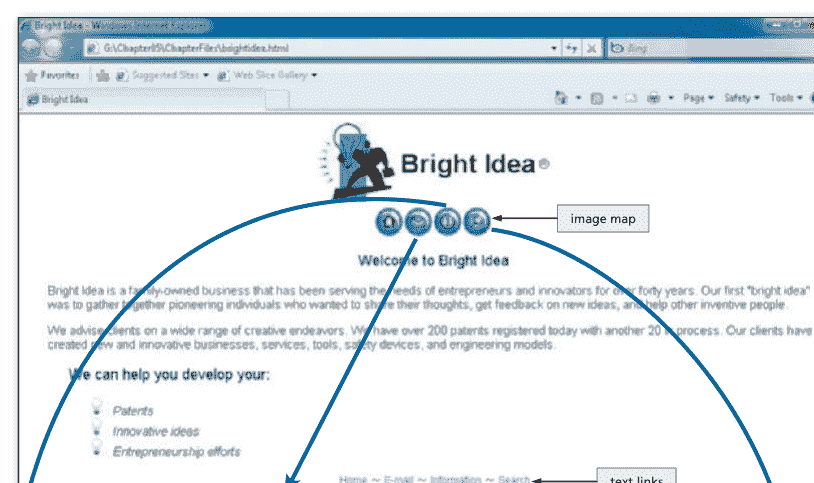 Bright Idea - Windows Internet Explorer
G:\Chapter05\ChapterFiles\brightidea.html
Bing
Favorites Suggested Sites Web Slice Gallery
Bright Idea
Page Safety Tools
Bright Idea®
image map
Welcome to Bright Idea
Bright Idea is a family-owned business that has been serving the needs of entrepreneurs and innovators for over forty years. Our first "bright idea"
was to gather together pioneering individuals who wanted to share their thoughts, get feedback on new ideas, and help other inventive people.
We advise clients on a wide range of creative endeavors. We have over 200 patents registered today with another 20 in process. Our clients have
created new and innovative businesses, services, tools, safety devices, and engineering models.
We can help you develop your:
Patents
Innovative ideas
Entrepreneurship efforts
Home ~ E-mail ~ Information ~ Search
text links